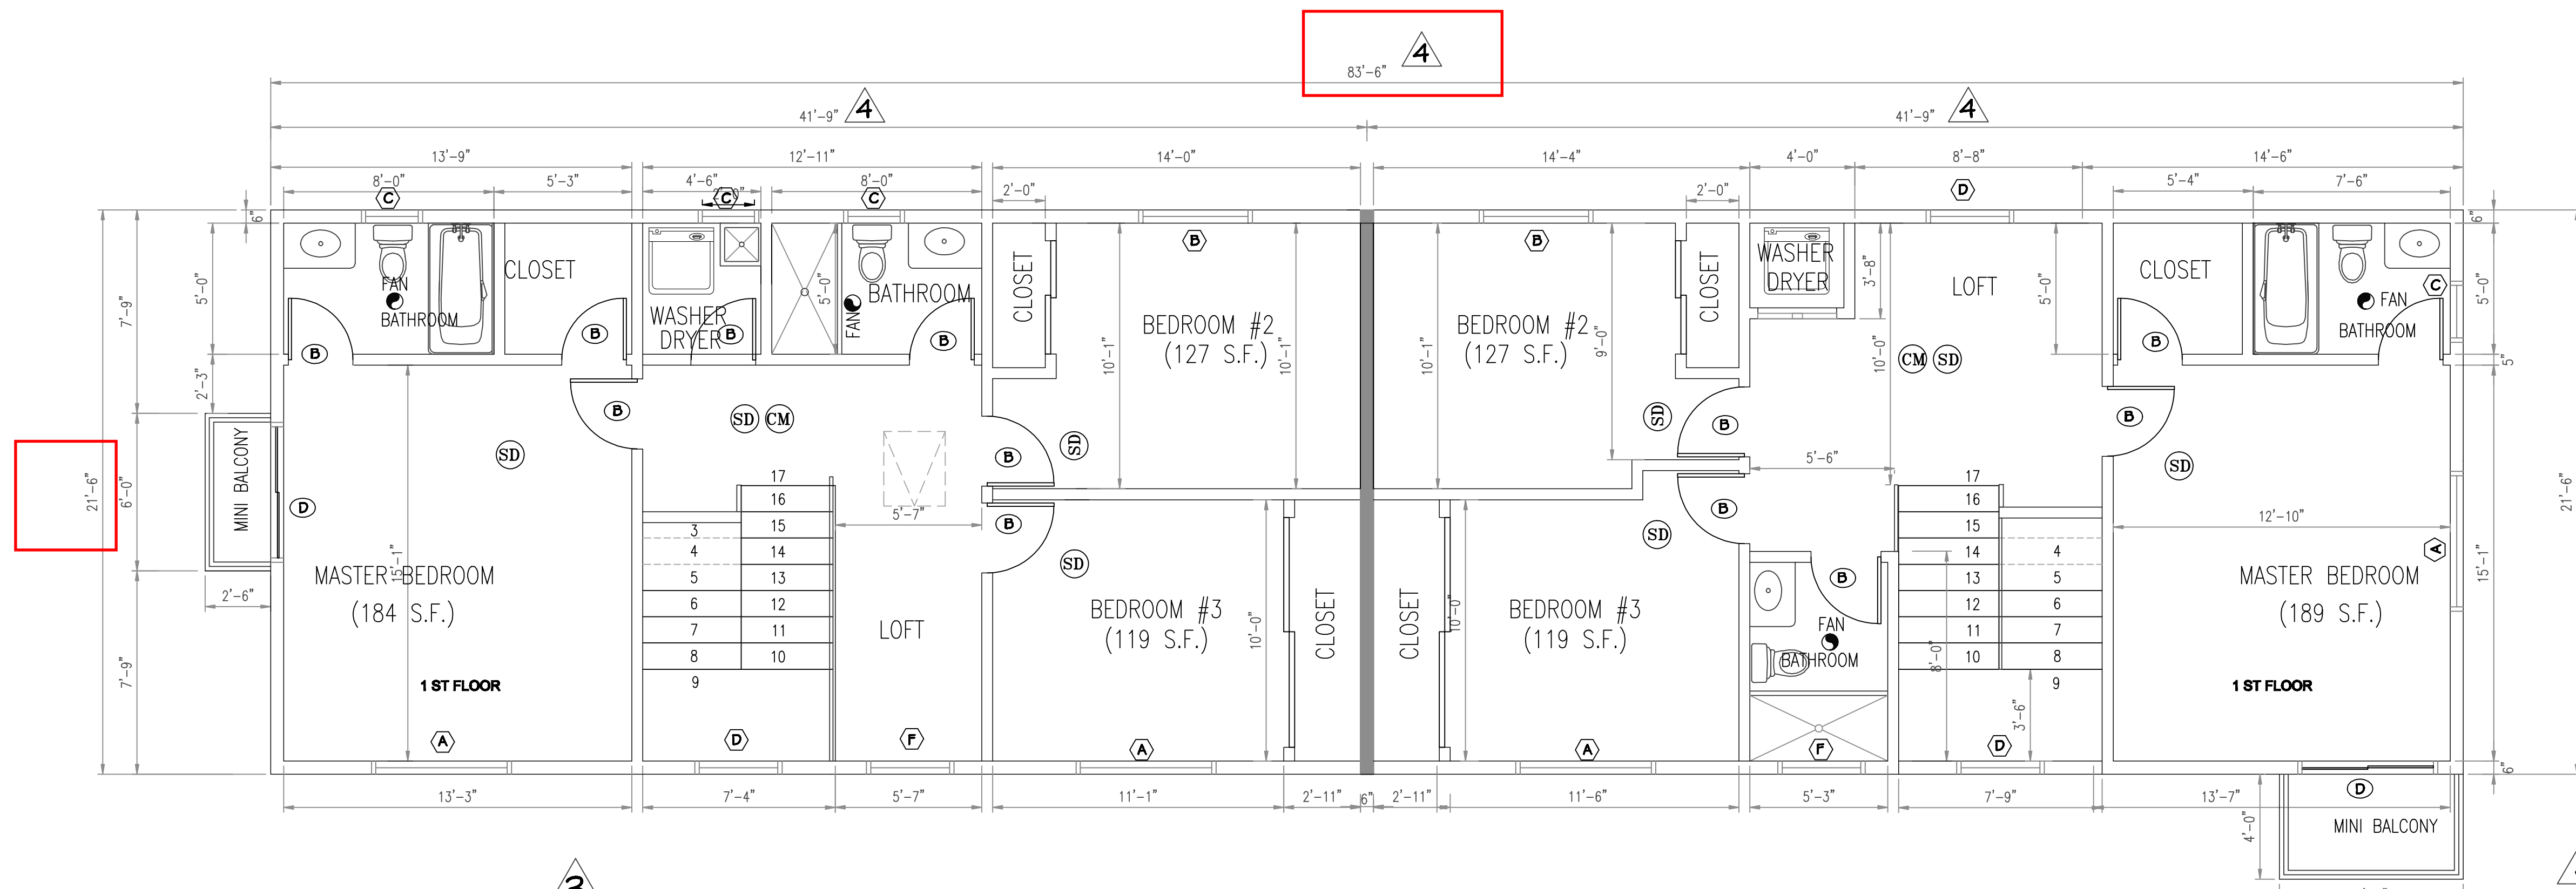 4
83'-6"
4
4
41'-9"
41'-9"
13'-9"
12'-11"
14'-0"
14'-4"
4'-0"
8'-8"
14'-6"
8'-0"
5'-3"
4'-6"
8'-0"
2'-0"
2'-0"
5'-4"
7'-6"
C
C
C
D
6"
6"
B
B
CLOSET
CLOSET
WASHER
DRYER
LOFT
CLOSET
CLOSET
C
FAN
BATHROOM
5'-0"
7'-9"
FAN
BATHROOM
5'-0"
WASHER
DRYER
BEDROOM #2
(127 S.F.)
BEDROOM #2
(127 S.F.)
3'-8"
5'-0"
FAN
BATHROOM
5'-0"
B
B
B
B
B
10'-1"
10'-1"
10'-1"
9'-0"
10'-0"
CM
SD
5"
2'-3"
B
SD
CM
SD
SD
B
B
SD
MINI BALCONY
SD
B
5'-6"
SD
21'-6"
6'-0"
D
17
16
15
14
13
12
11
10
3
4
5
6
7
8
9
5'-7"
B
B
SD
SD
17
16
15
14
13
12
11
10
4
5
6
7
8
9
12'-10"
A
21'-6"
15'-1"
15'-1"
2'-6"
MASTER BEDROOM
(184 S.F.)
LOFT
BEDROOM #3
(119 S.F.)
10'-0"
CLOSET
CLOSET
10'-0"
BEDROOM #3
(119 S.F.)
B
FAN
BATHROOM
8'-0"
MASTER BEDROOM
(189 S.F.)
7'-9"
1 ST FLOOR
1 ST FLOOR
3'-6"
A
D
F
A
A
F
D
6"
13'-3"
7'-4"
5'-7"
11'-1"
2'-11"
6"
2'-11"
11'-6"
5'-3"
7'-9"
13'-7"
D
4'-0"
MINI BALCONY
3